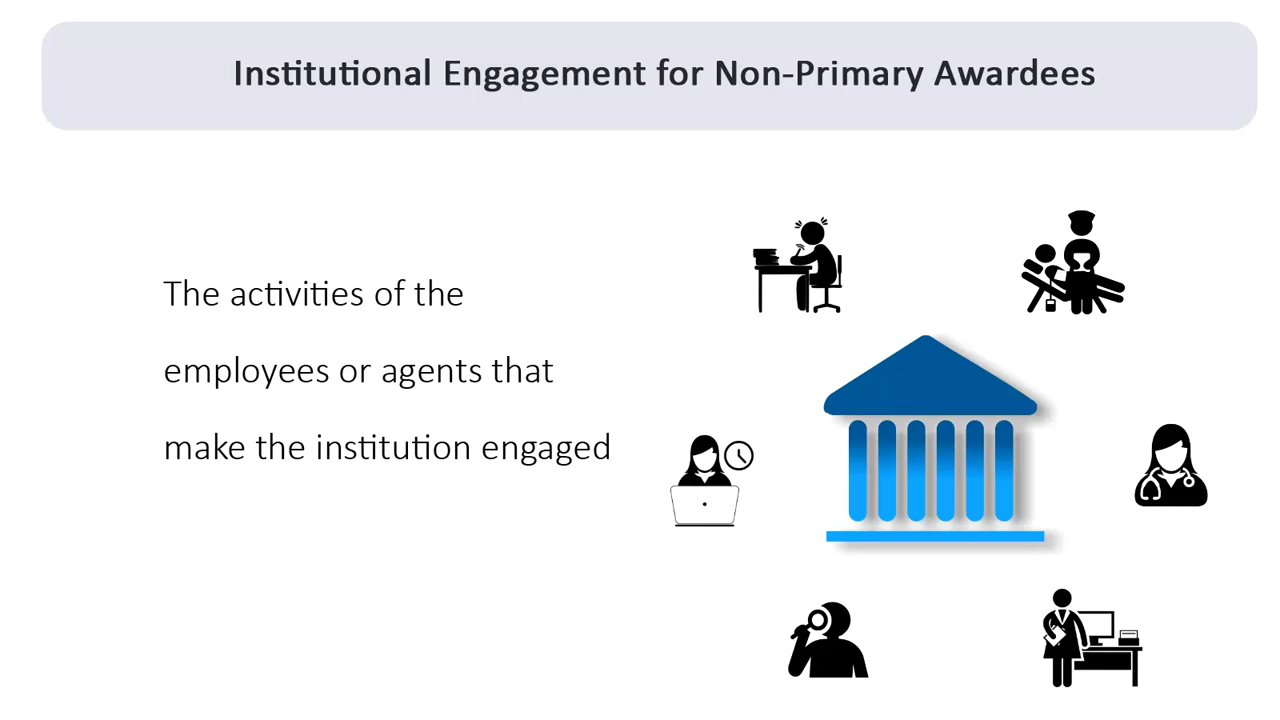 Institutional Engagement for Non-Primary Awardees
The activities of the
employees or agents that
make the institution engaged